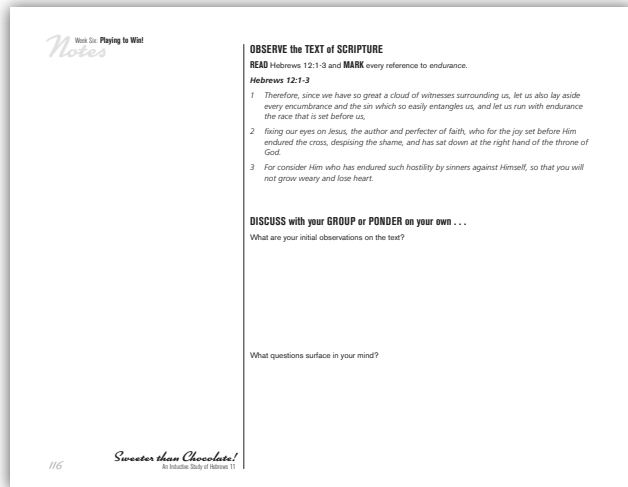 Week Six: Playing to Win!
Notes
OBSERVE the TEXT of SCRIPTURE
READ Hebrews 12:1-3 and MARK every reference to endurance.
Hebrews 12:1-3
1 Therefore, since we have so great a cloud of witnesses surrounding us, let us also lay aside
every encumbrance and the sin which so easily entangles us, and let us run with endurance
the race that is set before us,
2 fixing our eyes on Jesus, the author and perfecter of faith, who for the joy set before Him
endured the cross, despising the shame, and has sat down at the right hand of the throne of
God.
3 For consider Him who has endured such hostility by sinners against Himself, so that you will
not grow weary and lose heart.
DISCUSS with your GROUP or PONDER on your own . . .
What are your initial observations on the text?
What questions surface in your mind?
116
Sweeter than Chocolate!
An Inductive Study of Hebrews 11